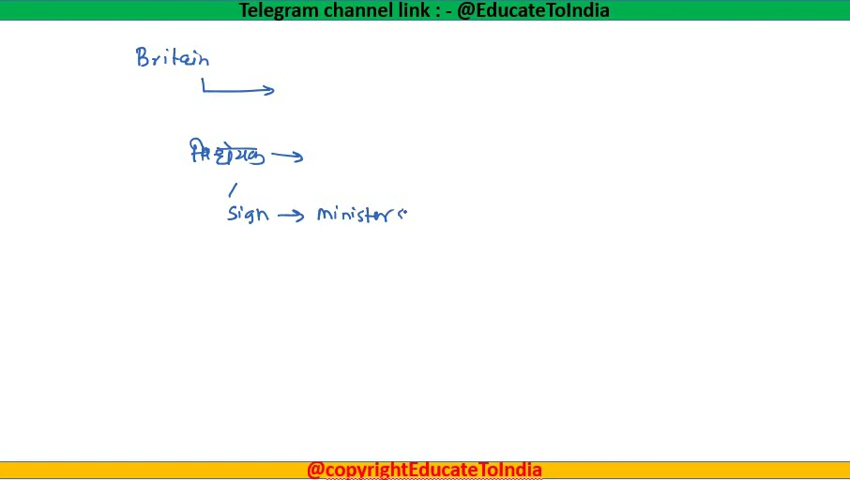 Telegram channel link : - @EducateToIndia
Britain
विधेयक →
Sign → ministers
@copyrightEducateToIndia